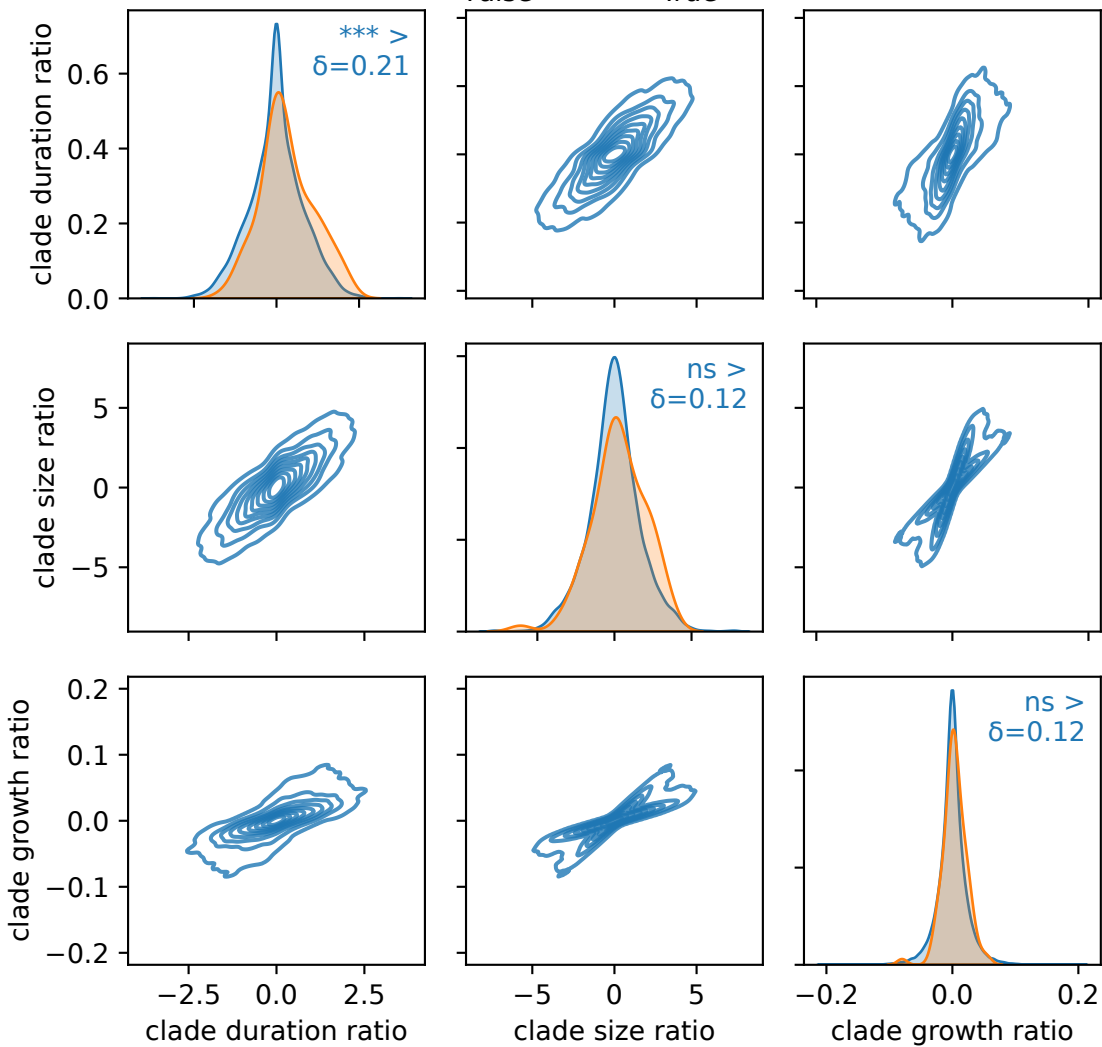 clade duration ratio
0.6
0.4
0.2
0.0
*** >
δ=0.21
clade size ratio
5
0
−5
ns >
δ=0.12
clade growth ratio
0.2
0.1
0.0
−0.1
−0.2
ns >
δ=0.12
−2.5 0.0 2.5
clade duration ratio
−5 0 5
clade size ratio
−0.2 0.0 0.2
clade growth ratio